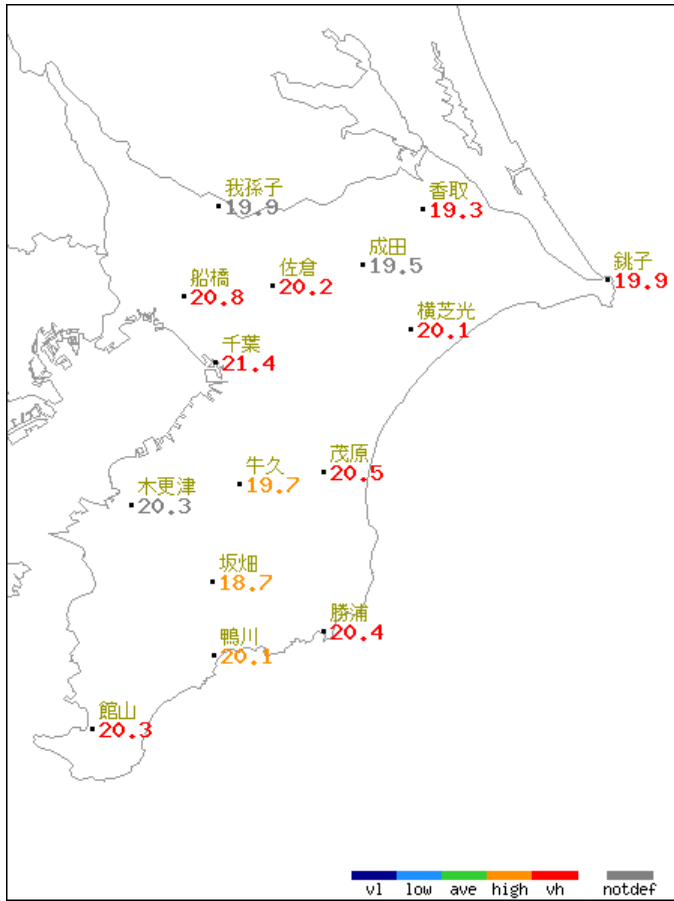 我孫子
19.9
香取
19.3
成田
19.5
銚子
19.9
船橋
20.8
佐倉
20.2
横芝光
20.1
千葉
21.4
茂原
20.5
牛久
19.7
木更津
20.3
坂畑
18.7
勝浦
20.4
鴨川
20.1
館山
20.3
vl low ave high vh notdef